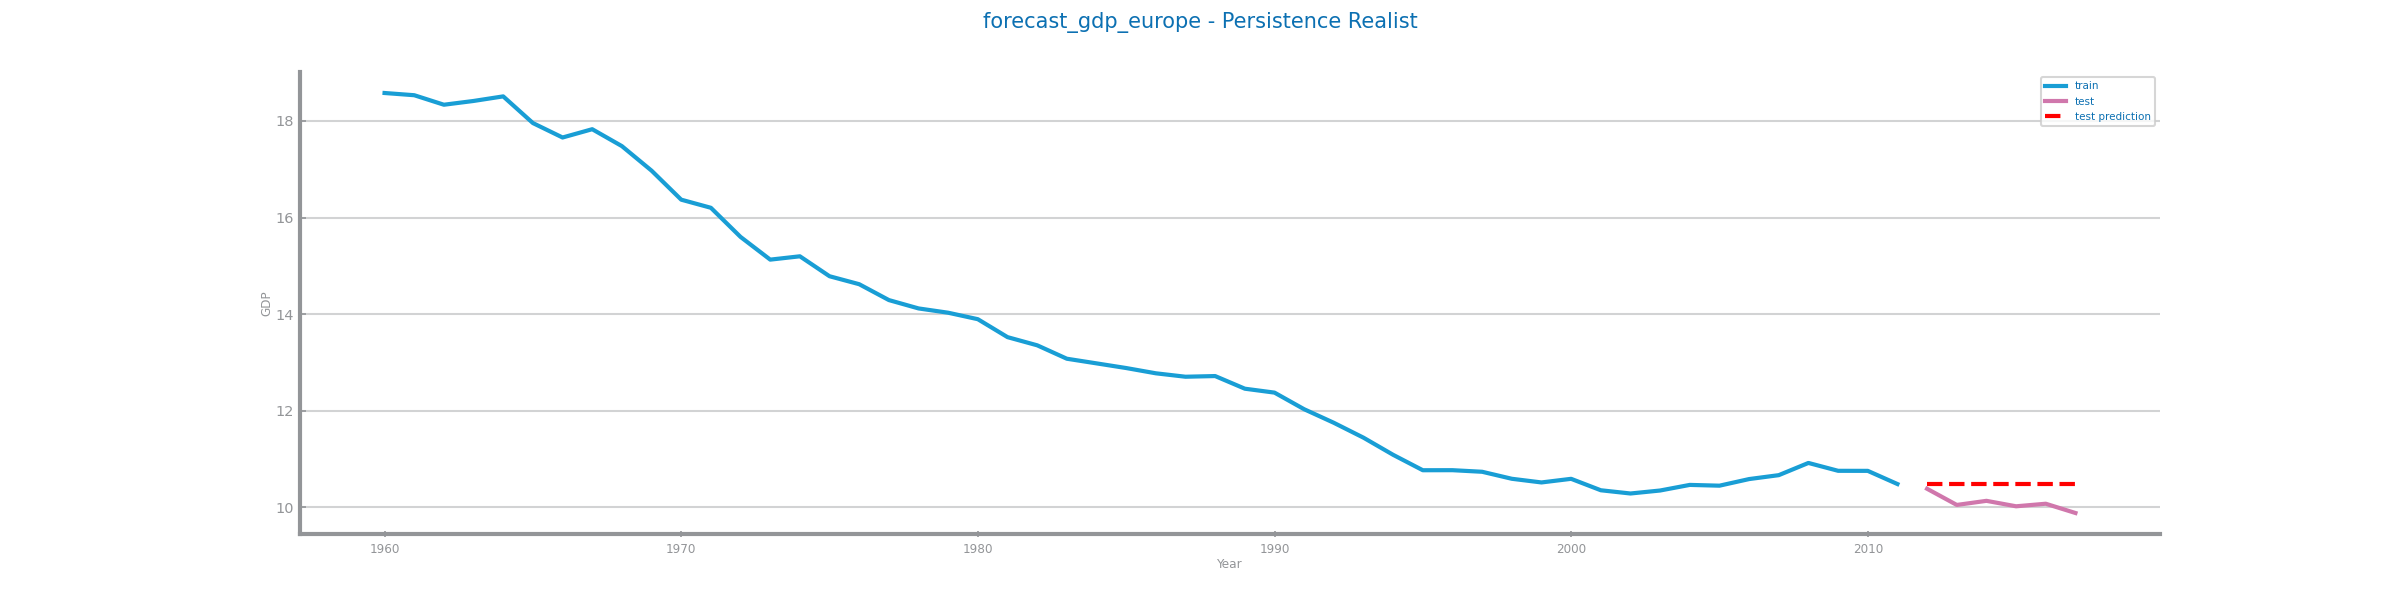 forecast_gdp_europe - Persistence Realist
train
test
test prediction
18
16
14
12
10
GDP
1960 1970 1980 1990 2000 2010
Year